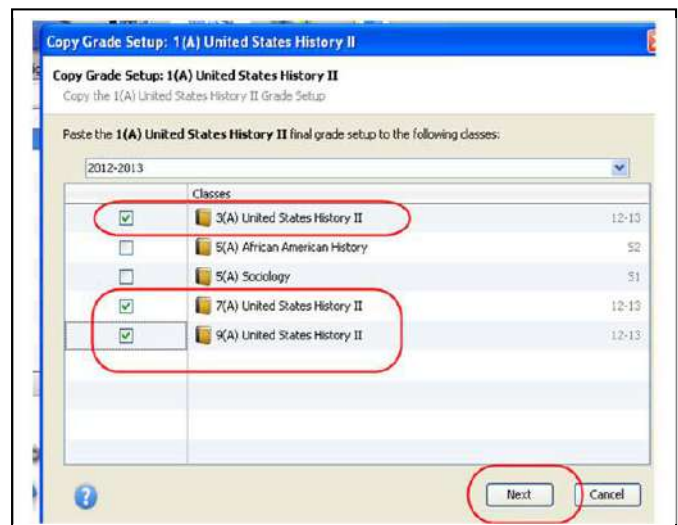 Copy Grade Setup: 1(A) United States History II
Copy Grade Setup: 1(A) United States History II
Copy the 1(A) United States History II Grade Setup
Paste the 1(A) United States History II final grade setup to the following classes:
2012-2013
Classes
3(A) United States History II 12-13
5(A) African American History S2
5(A) Sociology S1
7(A) United States History II 12-13
9(A) United States History II 12-13
? Next Cancel